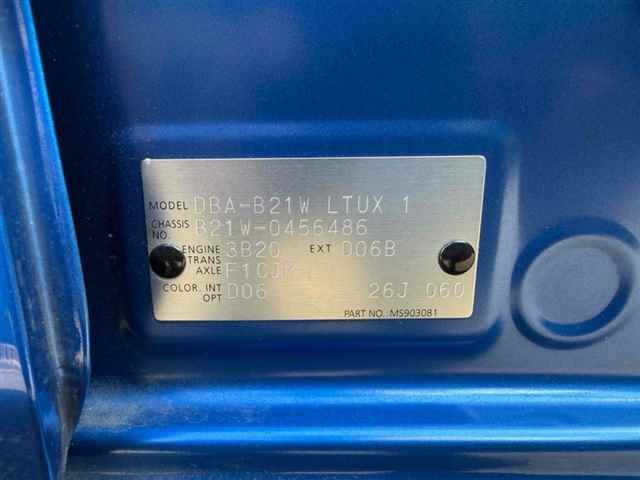 MODEL DBA-B21W LTUX 1
CHASSIS NO. B21W-0456486
ENGINE 3B20 EXT D06B
TRANS AXLE
COLOR. INT OPT D06 26J 060
PART NO. MS903081